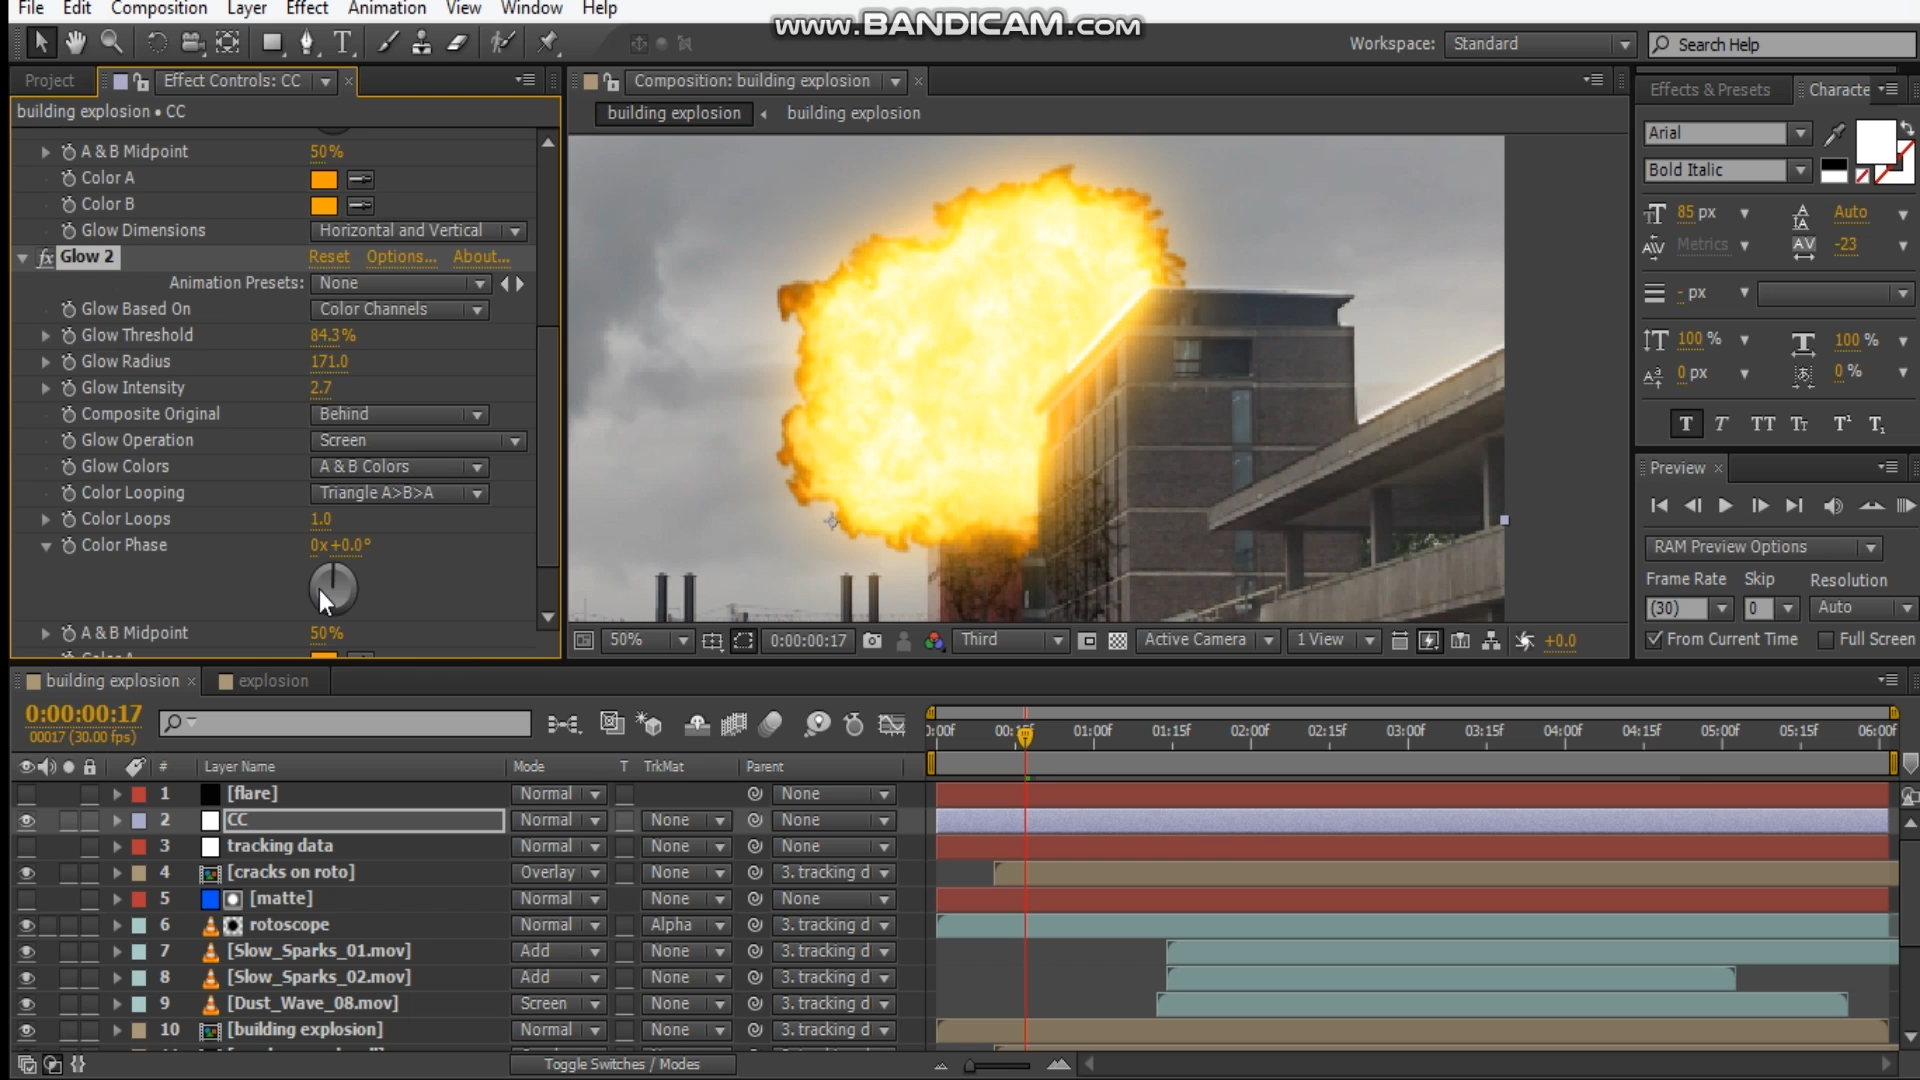 File Edit Composition Layer Effect Animation View Window Help
www.BANDICAM.com
Workspace: Standard Search Help
Project Effect Controls: CC
Composition: building explosion
Effects & Presets Characte
building explosion • CC
building explosion building explosion
A & B Midpoint 50%
Color A
Color B
Glow Dimensions Horizontal and Vertical
Glow 2 Reset Options... About...
Animation Presets: None
Glow Based On Color Channels
Glow Threshold 84.3%
Glow Radius 171.0
Glow Intensity 2.7
Composite Original Behind
Glow Operation Screen
Glow Colors A & B Colors
Color Looping Triangle A>B>A
Color Loops 1.0
Color Phase 0x+0.0°
A & B Midpoint 50%
Arial
Bold Italic
85 px Auto
Metrics -23
- px
100 % 100 %
0 px 0 %
T T TT Tt T¹ T₁
Preview
RAM Preview Options
Frame Rate Skip Resolution
(30) 0 Auto
From Current Time Full Screen
50% 0:00:00:17 Third Active Camera 1 View +0.0
building explosion explosion
0:00:00:17
00017 (30.00 fps)
0:00f 00:15f 01:00f 01:15f 02:00f 02:15f 03:00f 03:15f 04:00f 04:15f 05:00f 05:15f 06:00f
# Layer Name Mode T TrkMat Parent
1 [flare] Normal None
2 CC Normal None None
3 tracking data Normal None None
4 [cracks on roto] Overlay None 3. tracking d
5 [matte] Normal None None
6 rotoscope Normal Alpha 3. tracking d
7 [Slow_Sparks_01.mov] Add None 3. tracking d
8 [Slow_Sparks_02.mov] Add None 3. tracking d
9 [Dust_Wave_08.mov] Screen None 3. tracking d
10 [building explosion] Normal None 3. tracking d
Toggle Switches / Modes